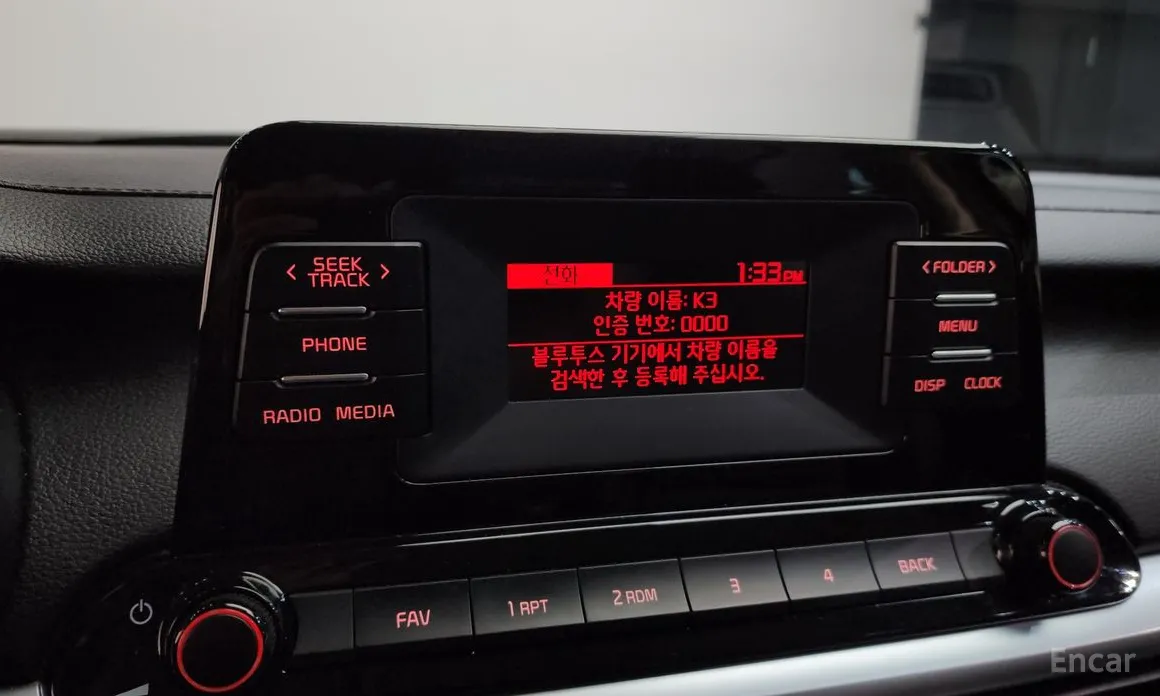 < SEEK >
TRACK
PHONE
RADIO MEDIA
전화 1:33PM
차량 이름: K3
인증 번호: 0000
블루투스 기기에서 차량 이름을
검색한 후 등록해 주십시오.
<FOLDER>
MENU
DISP CLOCK
FAV 1 RPT 2 RDM 3 4 BACK
Encar